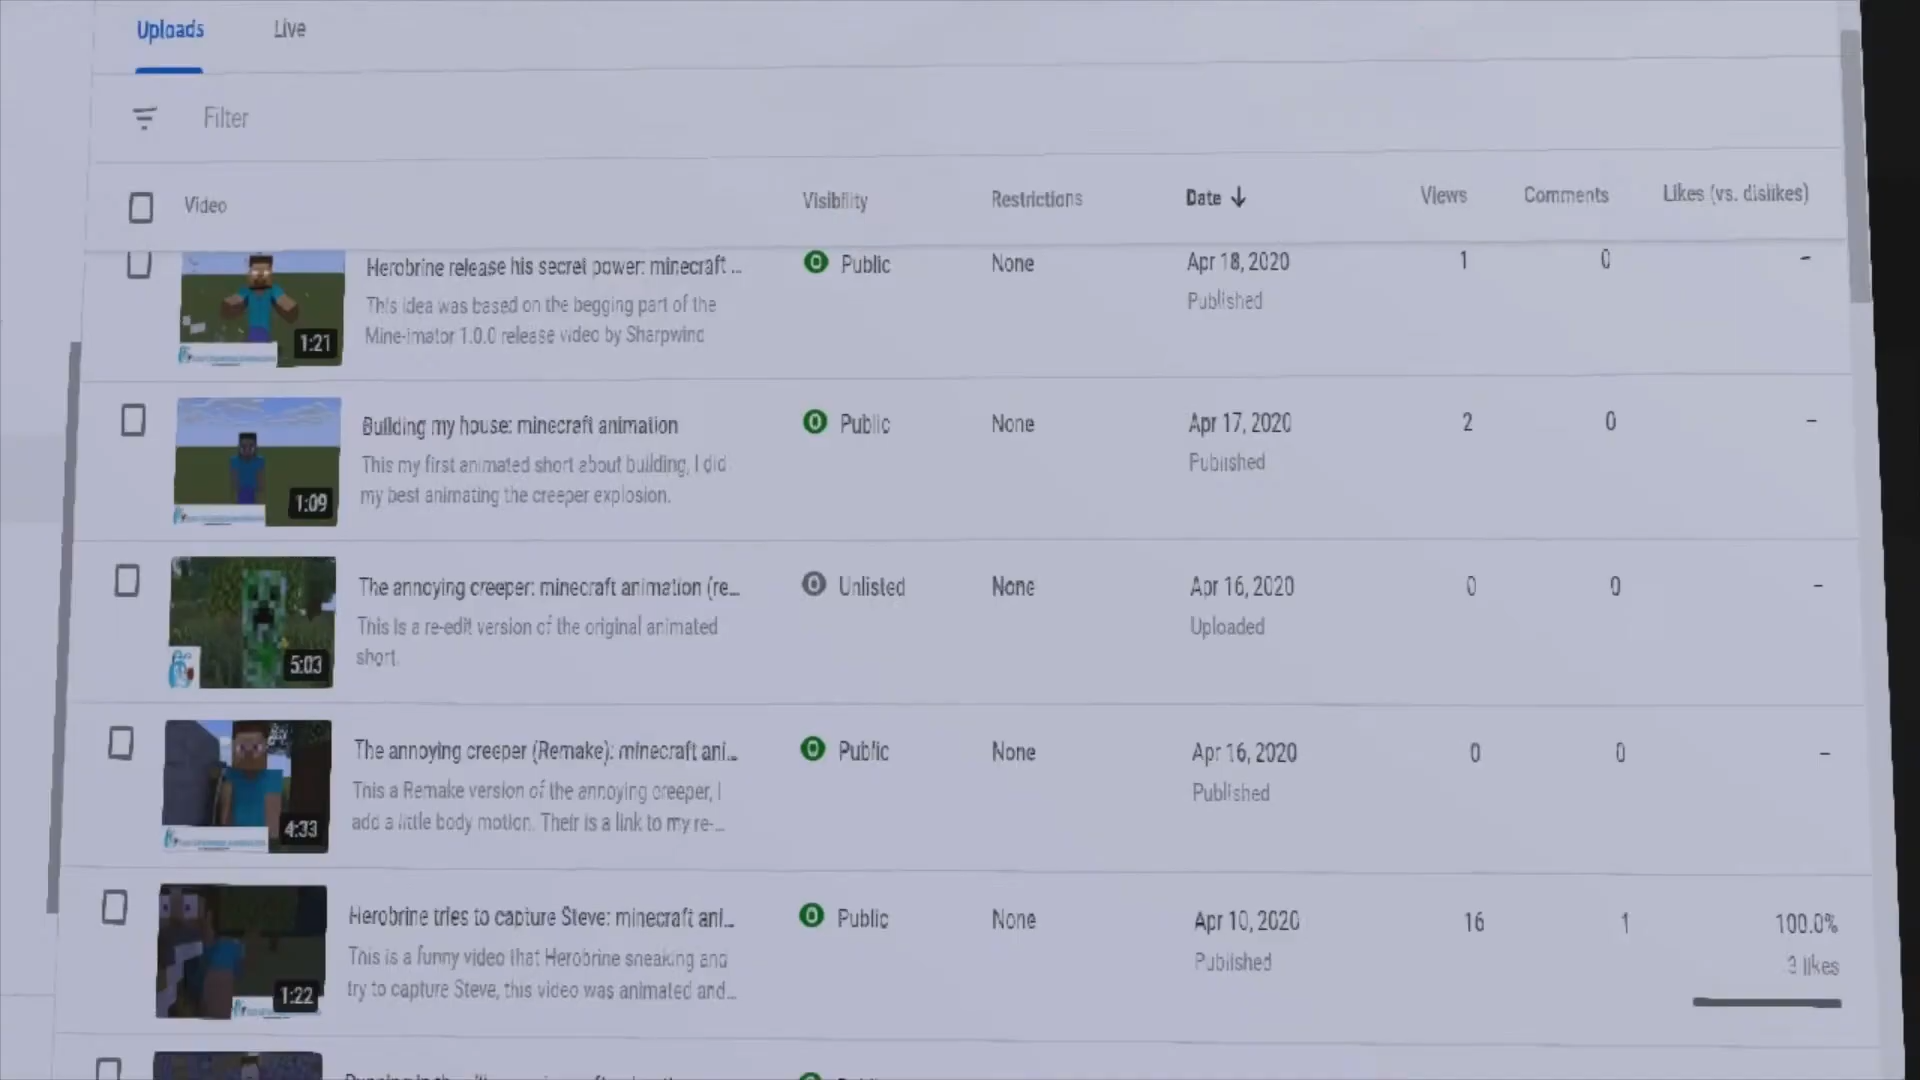 Uploads Live
Filter
Video Visibility Restrictions Date Views Comments Likes (vs. dislikes)
Herobrine release his secret power: minecraft ... Public None Apr 18, 2020 1 0 –
This idea was based on the begging part of the Published
Mine-imator 1.0.0 release video by Sharpwind
1:21
Building my house: minecraft animation Public None Apr 17, 2020 2 0 –
This my first animated short about building, I did Published
my best animating the creeper explosion.
1:09
The annoying creeper: minecraft animation (re... Unlisted None Apr 16, 2020 0 0 –
This is a re-edit version of the original animated Uploaded
short.
5:03
The annoying creeper (Remake): minecraft ani... Public None Apr 16, 2020 0 0 –
This a Remake version of the annoying creeper, I Published
add a little body motion. Their is a link to my re-...
4:33
Herobrine tries to capture Steve: minecraft ani... Public None Apr 10, 2020 16 1 100.0%
This is a funny video that Herobrine sneaking and Published 3 likes
try to capture Steve, this video was animated and...
1:22